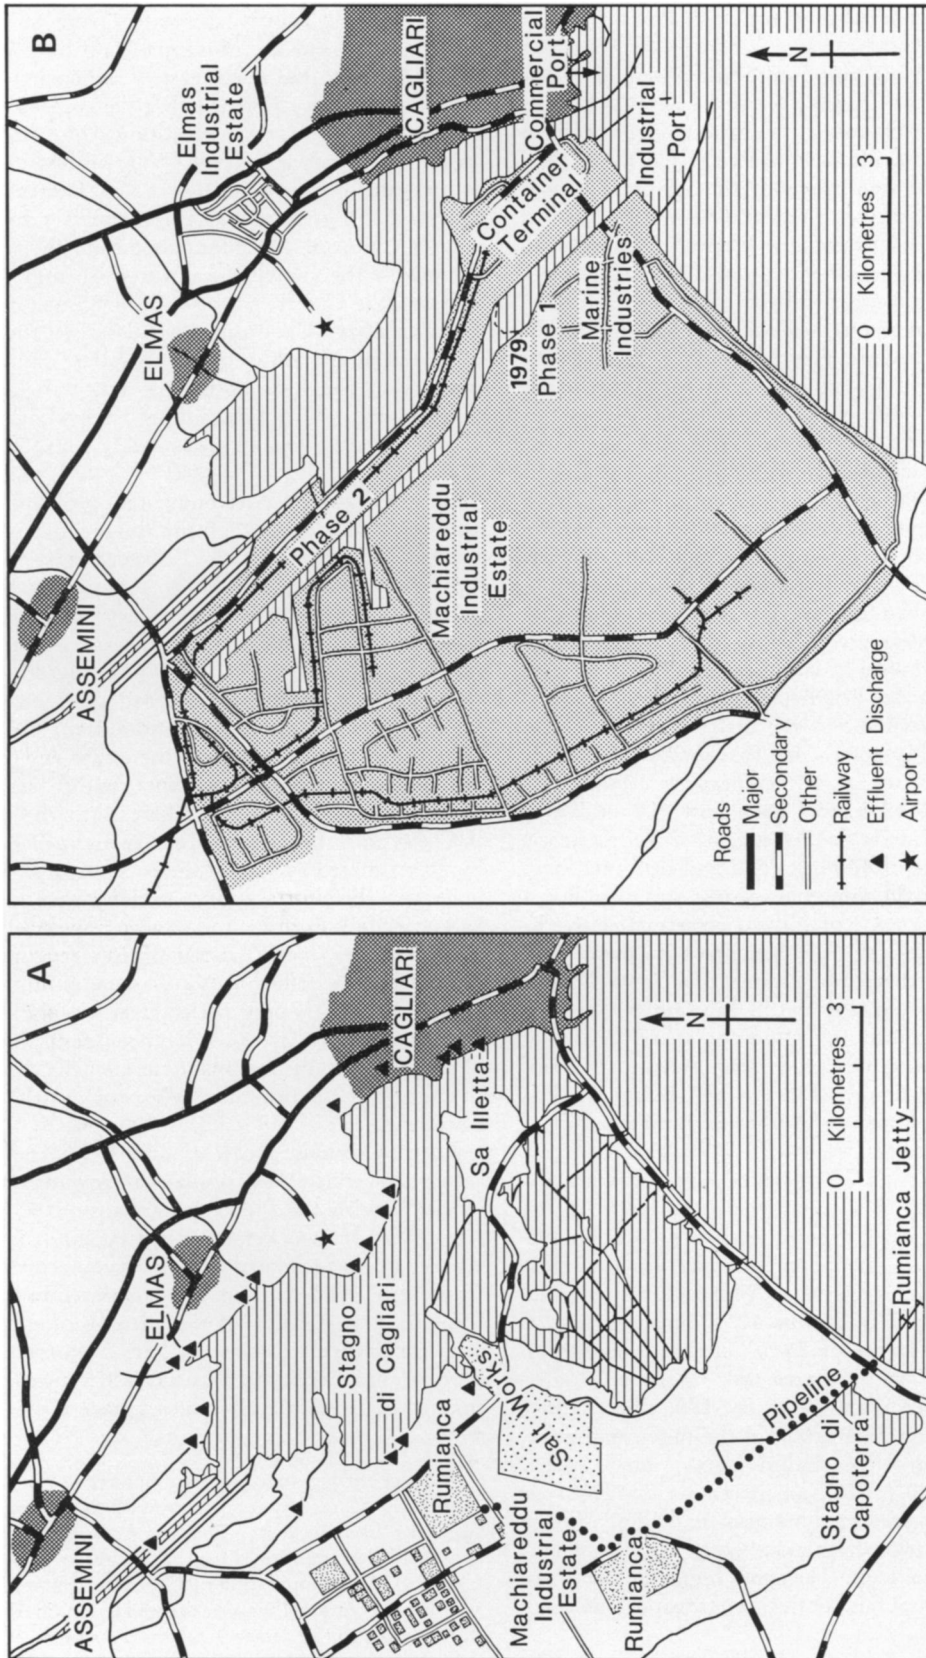 A
ASSEMINI
ELMAS
CAGLIARI
Stagno
di Cagliari
Sa Illetta
Rumianca
Salt Works
Machiareddu
Industrial
Estate
Rumianca
Pipeline
Stagno di
Capoterra
Rumianca Jetty
N
0 Kilometres 3
B
ASSEMINI
ELMAS
Elmas
Industrial
Estate
CAGLIARI
Commercial
Port
Container
Terminal
Industrial
Port
Phase 2
1979
Phase 1
Marine
Industries
Machiareddu
Industrial
Estate
N
0 Kilometres 3
Roads
Major
Secondary
Other
Railway
Effluent Discharge
Airport